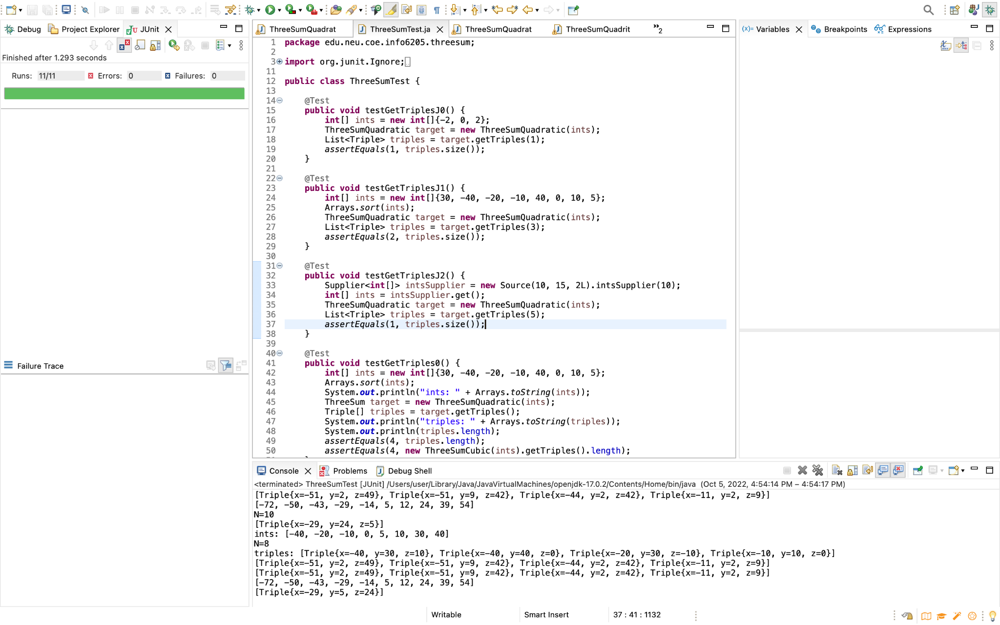 Debug Project Explorer JUnit
Finished after 1.293 seconds
Runs: 11/11 Errors: 0 Failures: 0
Failure Trace
ThreeSumQuadrat ThreeSumTest.ja ThreeSumQuadrat ThreeSumQuadrit »2
1 package edu.neu.coe.info6205.threesum;
2
3 import org.junit.Ignore;
11
12 public class ThreeSumTest {
13
14 @Test
15 public void testGetTriplesJ0() {
16 int[] ints = new int[]{-2, 0, 2};
17 ThreeSumQuadratic target = new ThreeSumQuadratic(ints);
18 List<Triple> triples = target.getTriples(1);
19 assertEquals(1, triples.size());
20 }
21
22 @Test
23 public void testGetTriplesJ1() {
24 int[] ints = new int[]{30, -40, -20, -10, 40, 0, 10, 5};
25 Arrays.sort(ints);
26 ThreeSumQuadratic target = new ThreeSumQuadratic(ints);
27 List<Triple> triples = target.getTriples(3);
28 assertEquals(2, triples.size());
29 }
30
31 @Test
32 public void testGetTriplesJ2() {
33 Supplier<int[]> intsSupplier = new Source(10, 15, 2L).intsSupplier(10);
34 int[] ints = intsSupplier.get();
35 ThreeSumQuadratic target = new ThreeSumQuadratic(ints);
36 List<Triple> triples = target.getTriples(5);
37 assertEquals(1, triples.size());
38 }
39
40 @Test
41 public void testGetTriples0() {
42 int[] ints = new int[]{30, -40, -20, -10, 40, 0, 10, 5};
43 Arrays.sort(ints);
44 System.out.println("ints: " + Arrays.toString(ints));
45 ThreeSum target = new ThreeSumQuadratic(ints);
46 Triple[] triples = target.getTriples();
47 System.out.println("triples: " + Arrays.toString(triples));
48 System.out.println(triples.length);
49 assertEquals(4, triples.length);
50 assertEquals(4, new ThreeSumCubic(ints).getTriples().length);
(x)= Variables Breakpoints Expressions
Console Problems Debug Shell
<terminated> ThreeSumTest [JUnit] /Users/user/Library/Java/JavaVirtualMachines/openjdk-17.0.2/Contents/Home/bin/java (Oct 5, 2022, 4:54:14 PM – 4:54:17 PM)
[Triple{x=-51, y=2, z=49}, Triple{x=-51, y=9, z=42}, Triple{x=-44, y=2, z=42}, Triple{x=-11, y=2, z=9}]
[-72, -50, -43, -29, -14, 5, 12, 24, 39, 54]
N=10
[Triple{x=-29, y=24, z=5}]
ints: [-40, -20, -10, 0, 5, 10, 30, 40]
N=8
triples: [Triple{x=-40, y=30, z=10}, Triple{x=-40, y=40, z=0}, Triple{x=-20, y=30, z=-10}, Triple{x=-10, y=10, z=0}]
[Triple{x=-51, y=2, z=49}, Triple{x=-51, y=9, z=42}, Triple{x=-44, y=2, z=42}, Triple{x=-11, y=2, z=9}]
[Triple{x=-51, y=2, z=49}, Triple{x=-51, y=9, z=42}, Triple{x=-44, y=2, z=42}, Triple{x=-11, y=2, z=9}]
[-72, -50, -43, -29, -14, 5, 12, 24, 39, 54]
[Triple{x=-29, y=5, z=24}]
Writable Smart Insert 37 : 41 : 1132